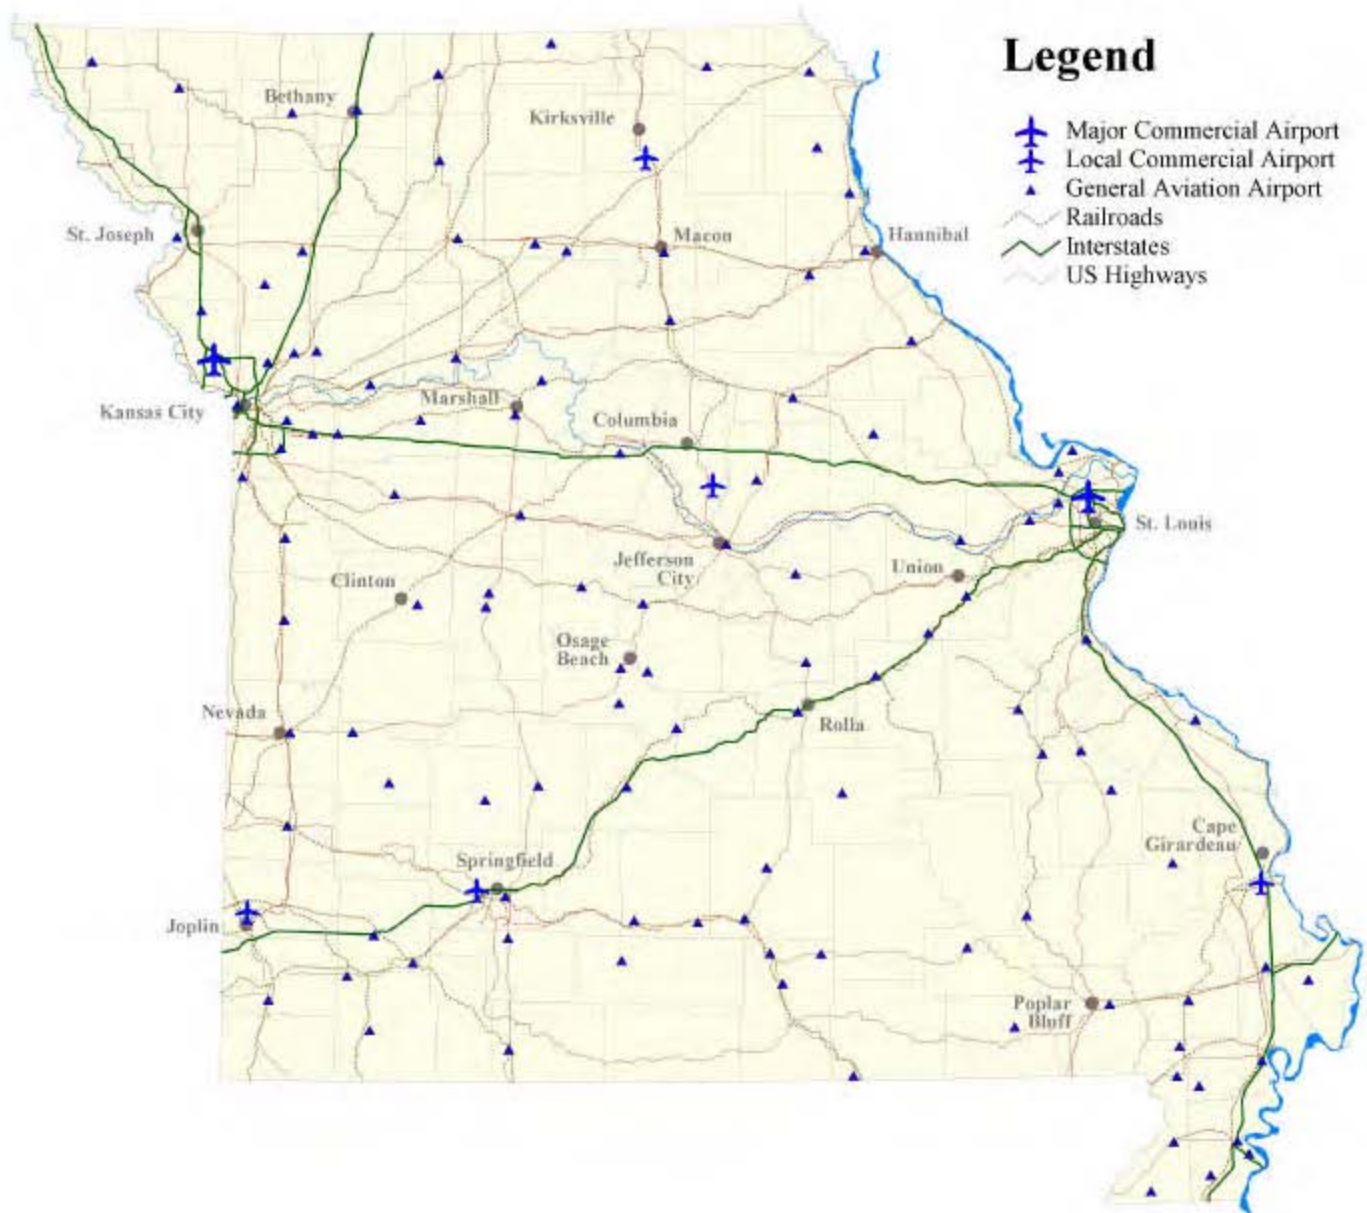 Legend
Major Commercial Airport
Local Commercial Airport
General Aviation Airport
Railroads
Interstates
US Highways
Bethany
Kirksville
St. Joseph
Macon
Hannibal
Kansas City
Marshall
Columbia
St. Louis
Jefferson
City
Union
Clinton
Osage
Beach
Nevada
Rolla
Cape
Girardeau
Springfield
Joplin
Poplar
Bluff